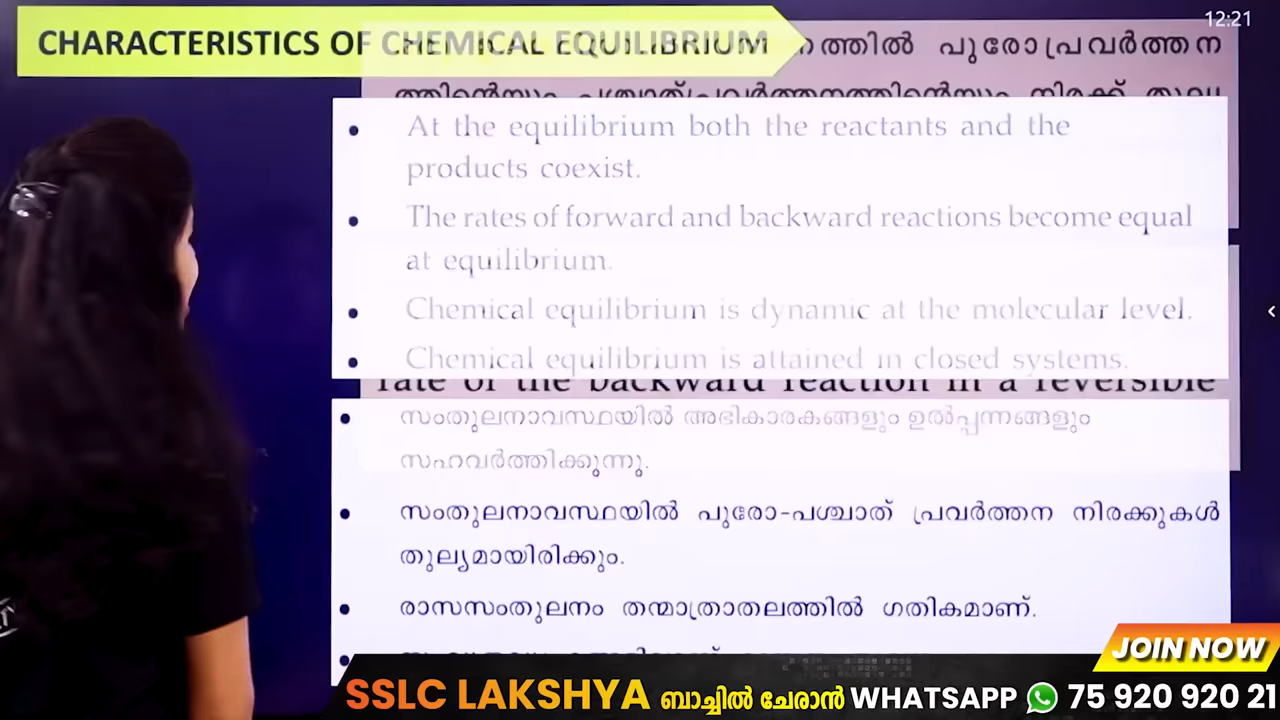 12:21
CHARACTERISTICS OF CHEMICAL EQUILIBRIUM
പുരോപ്രവർത്തന
ത്തിന്റെയും പശ്ചാത്പ്രവർത്തനത്തിന്റെയും നിരക്ക് തുല്യ
• At the equilibrium both the reactants and the
products coexist.
• The rates of forward and backward reactions become equal
at equilibrium.
• Chemical equilibrium is dynamic at the molecular level.
• Chemical equilibrium is attained in closed systems.
rate of the backward reaction in a reversible
• സംതുലനാവസ്ഥയിൽ അഭികാരകങ്ങളും ഉൽപ്പന്നങ്ങളും
സഹവർത്തിക്കുന്നു.
• സംതുലനാവസ്ഥയിൽ പുരോ-പശ്ചാത് പ്രവർത്തന നിരക്കുകൾ
തുല്യമായിരിക്കും.
• രാസസംതുലനം തന്മാത്രാതലത്തിൽ ഗതികമാണ്.
JOIN NOW
SSLC LAKSHYA ബാച്ചിൽ ചേരാൻ WHATSAPP 75 920 920 21